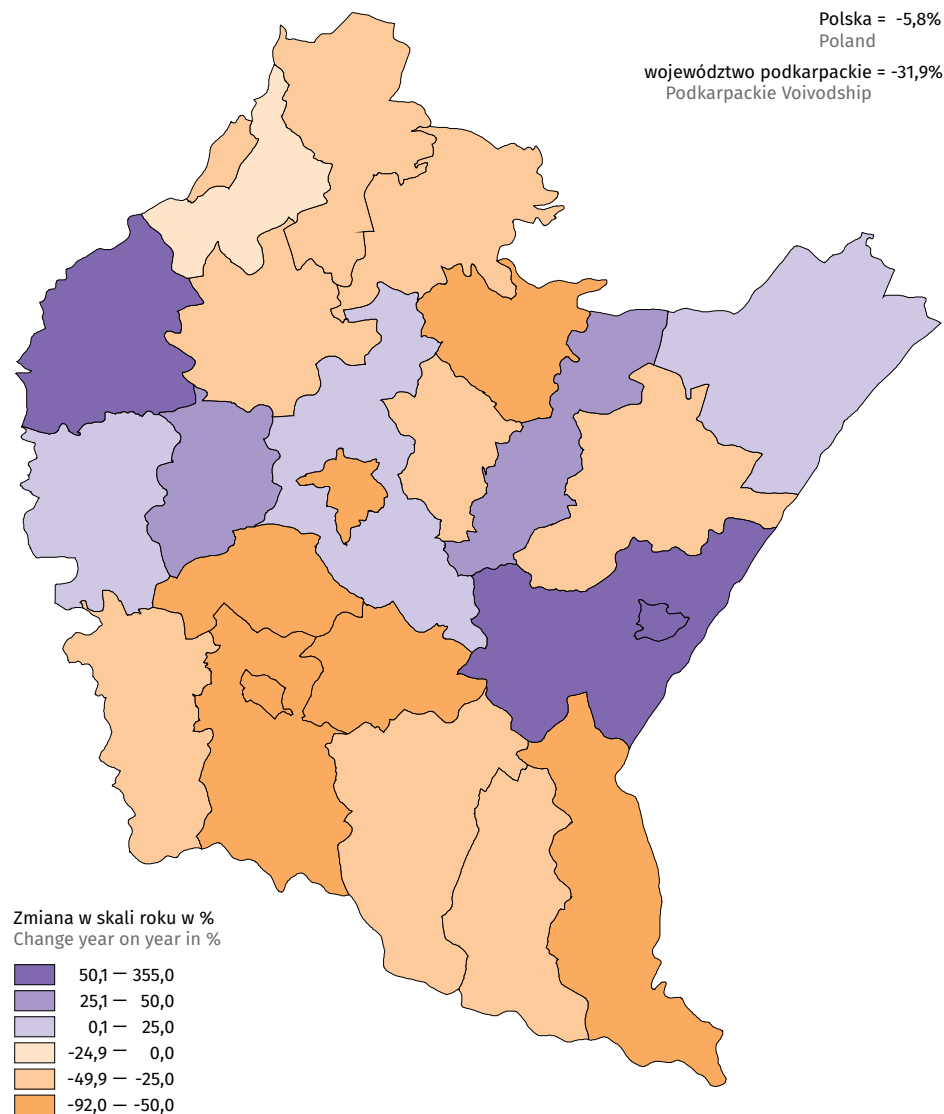 Polska = -5,8%
Poland
województwo podkarpackie = -31,9%
Podkarpackie Voivodship
Zmiana w skali roku w %
Change year on year in %
50,1 — 355,0
25,1 — 50,0
0,1 — 25,0
-24,9 — 0,0
-49,9 — -25,0
-92,0 — -50,0